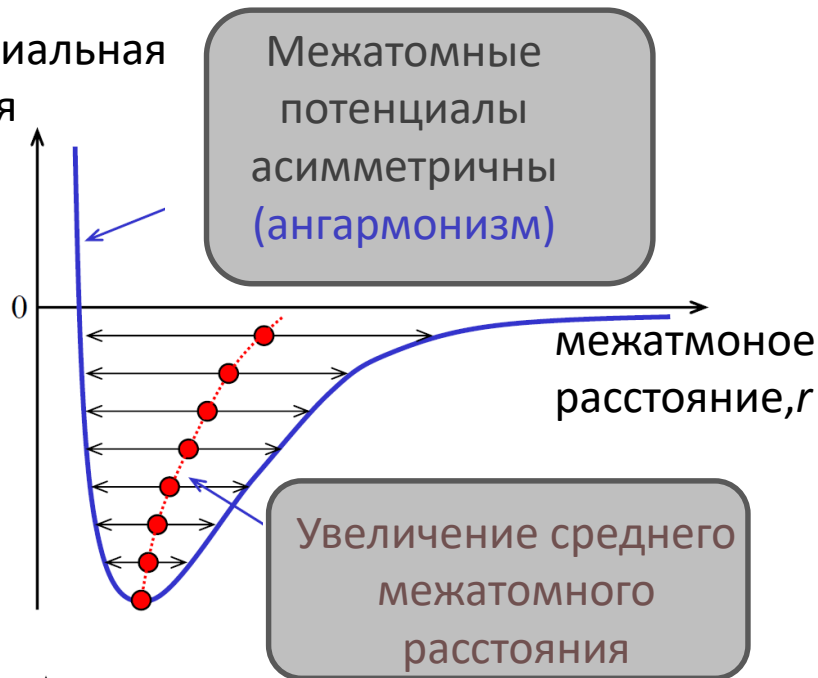 иальная
я
Межатомные
потенциалы
асимметричны
(ангармонизм)
0
межатмоное
расстояние,r
Увеличение среднего
межатомного
расстояния